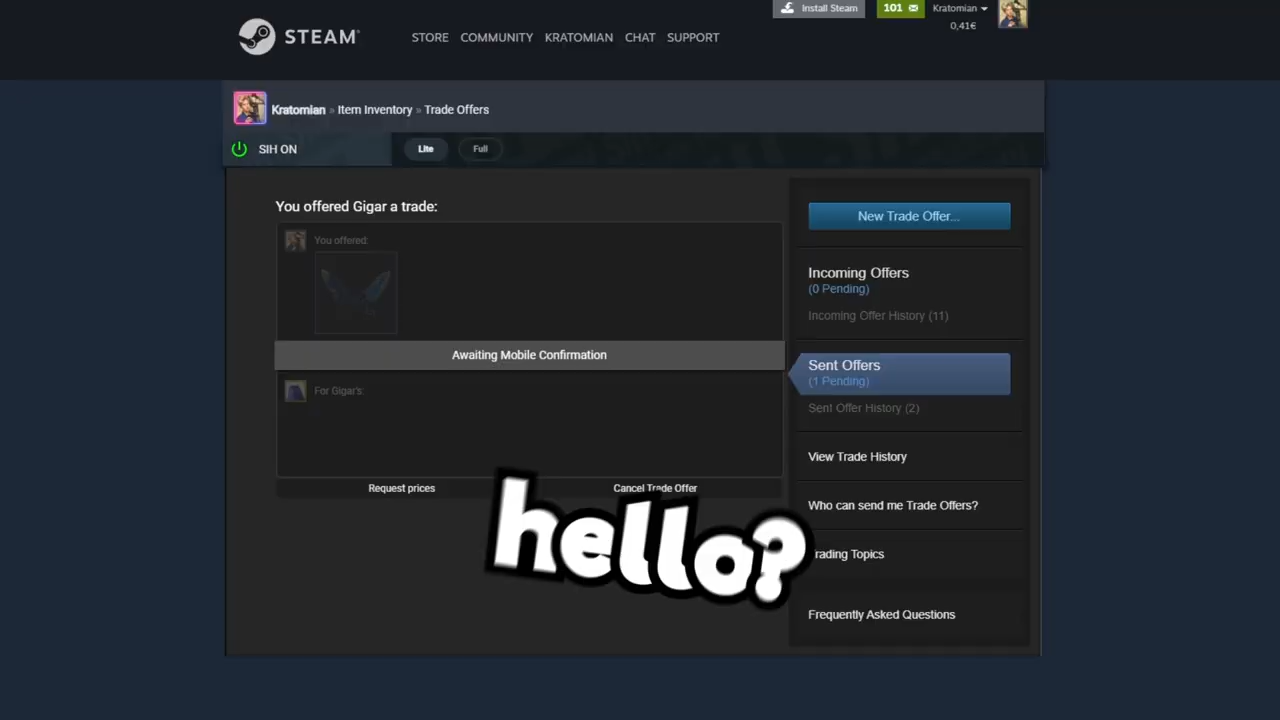 Install Steam
101
Kratomian
0,41€
STEAM
STORE COMMUNITY KRATOMIAN CHAT SUPPORT
Kratomian » Item Inventory » Trade Offers
SIH ON
Lite
Full
You offered Gigar a trade:
You offered:
Awaiting Mobile Confirmation
For Gigar's:
Request prices
Cancel Trade Offer
hello?
New Trade Offer...
Incoming Offers
(0 Pending)
Incoming Offer History (11)
Sent Offers
(1 Pending)
Sent Offer History (2)
View Trade History
Who can send me Trade Offers?
rading Topics
Frequently Asked Questions